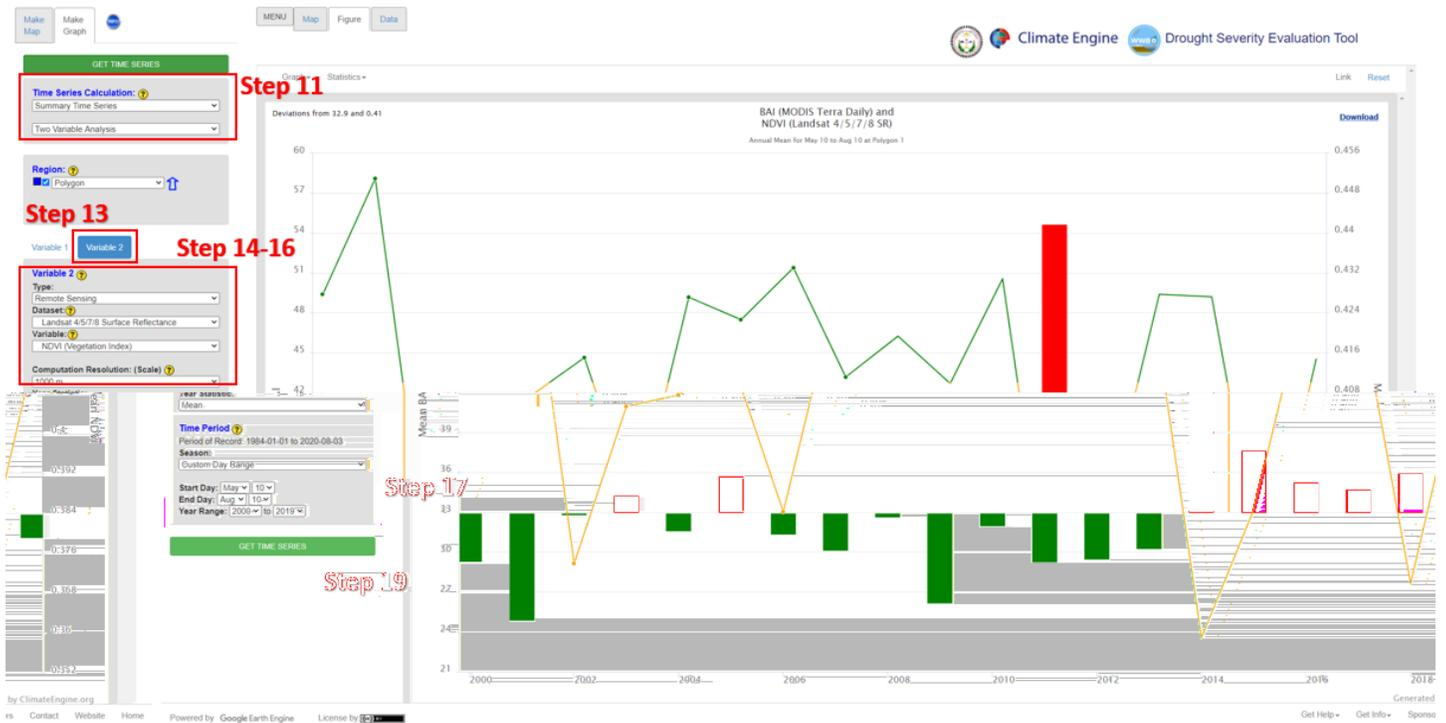 Make
Map
Make
Graph
MENU
Map
Figure
Data
Climate Engine
Drought Severity Evaluation Tool
GET TIME SERIES
Step 11
Graph
Statistics
Link
Reset
Time Series Calculation:
Summary Time Series
Two Variable Analysis
Deviations from 32.9 and 0.41
BAI (MODIS Terra Daily) and
NDVI (Landsat 4/5/7/8 SR)
Annual Mean for May 10 to Aug 10 at Polygon 1
Download
Region:
Polygon
Step 13
Variable 1
Variable 2
Step 14-16
Variable 2
Type:
Remote Sensing
Dataset:
Landsat 4/5/7/8 Surface Reflectance
Variable:
NDVI (Vegetation Index)
Computation Resolution: (Scale)
1000 m
60
57
54
51
48
45
42
0.456
0.448
0.44
0.432
0.424
0.416
0.408
Mean
Mean BA
Time Period
Period of Record: 1984-01-01 to 2020-08-03
Season:
Custom Day Range
Start Day: May 10
End Day: Aug 10
Year Range: 2000 to 2019
GET TIME SERIES
Step 17
Step 19
39
36
33
30
27
24
21
0.392
0.384
0.376
0.368
0.36
0.352
2000
2002
2004
2006
2008
2010
2012
2014
2016
2018
by ClimateEngine.org
Generated
Contact
Website
Home
Powered by Google Earth Engine
License by
Get Help
Get Info